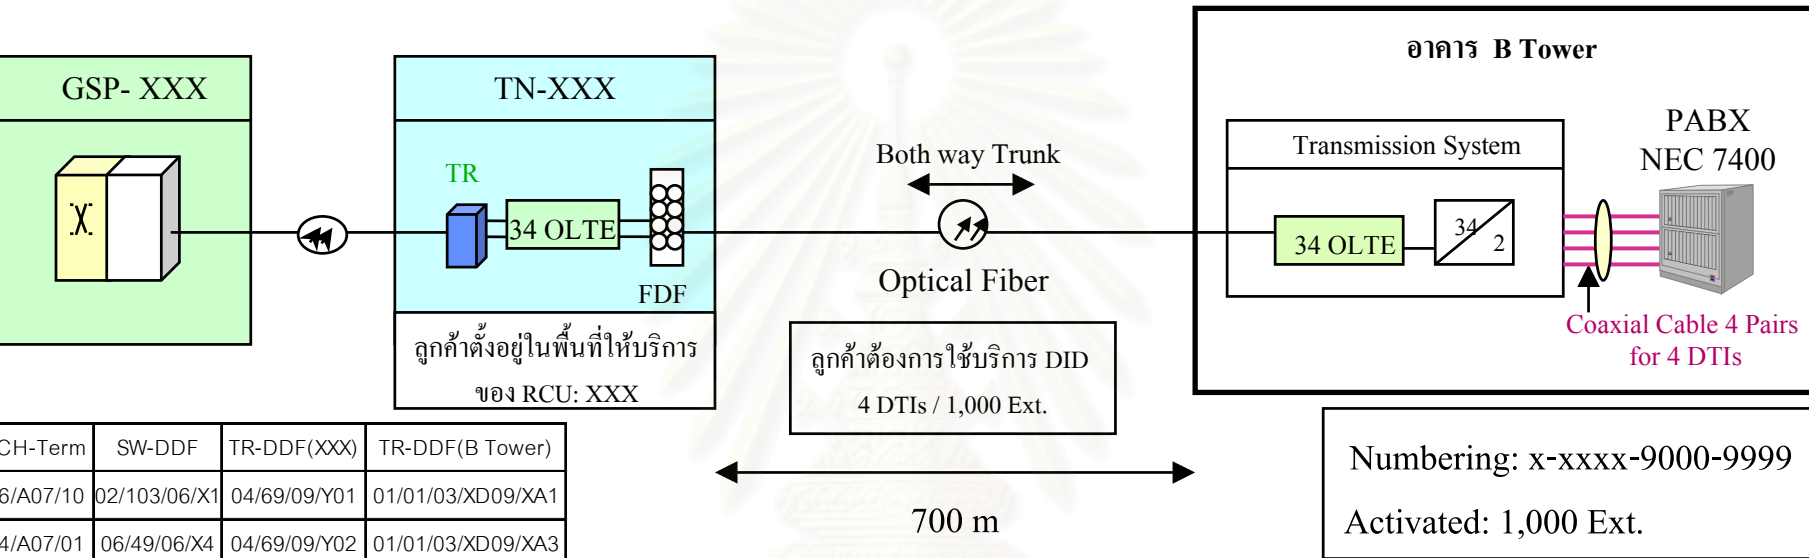 GSP- XXX
TN-XXX
TR
34 OLTE
FDF
ลูกค้าตั้งอยู่ในพื้นที่ให้บริการ
ของ RCU: XXX
Both way Trunk
Optical Fiber
ลูกค้าต้องการใช้บริการ DID
4 DTIs / 1,000 Ext.
700 m
อาคาร B Tower
Transmission System
34 OLTE
34
2
PABX
NEC 7400
Coaxial Cable 4 Pairs
for 4 DTIs
Numbering: x-xxxx-9000-9999
Activated: 1,000 Ext.
CH-Term SW-DDF TR-DDF(XXX) TR-DDF(B Tower)
6/A07/10 02/103/06/X1 04/69/09/Y01 01/01/03/XD09/XA1
4/A07/01 06/49/06/X4 04/69/09/Y02 01/01/03/XD09/XA3